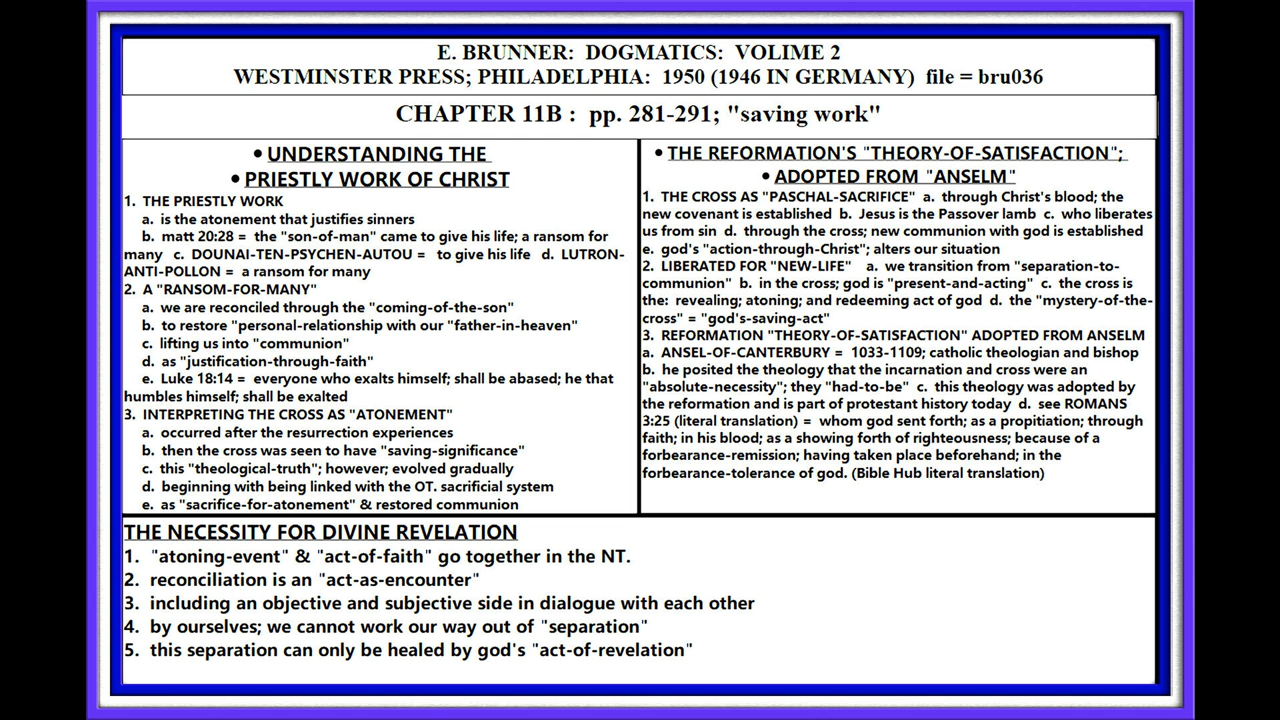 E. BRUNNER: DOGMATICS: VOLIME 2
WESTMINSTER PRESS; PHILADELPHIA: 1950 (1946 IN GERMANY) file = bru036
CHAPTER 11B : pp. 281-291; "saving work"
• UNDERSTANDING THE
• PRIESTLY WORK OF CHRIST
1. THE PRIESTLY WORK
a. is the atonement that justifies sinners
b. matt 20:28 = the "son-of-man" came to give his life; a ransom for
many c. DOUNAI-TEN-PSYCHEN-AUTOU = to give his life d. LUTRON-
ANTI-POLLON = a ransom for many
2. A "RANSOM-FOR-MANY"
a. we are reconciled through the "coming-of-the-son"
b. to restore "personal-relationship with our "father-in-heaven"
c. lifting us into "communion"
d. as "justification-through-faith"
e. Luke 18:14 = everyone who exalts himself; shall be abased; he that
humbles himself; shall be exalted
3. INTERPRETING THE CROSS AS "ATONEMENT"
a. occurred after the resurrection experiences
b. then the cross was seen to have "saving-significance"
c. this "theological-truth"; however; evolved gradually
d. beginning with being linked with the OT. sacrificial system
e. as "sacrifice-for-atonement" & restored communion
• THE REFORMATION'S "THEORY-OF-SATISFACTION";
• ADOPTED FROM "ANSELM"
1. THE CROSS AS "PASCHAL-SACRIFICE" a. through Christ's blood; the
new covenant is established b. Jesus is the Passover lamb c. who liberates
us from sin d. through the cross; new communion with god is established
e. god's "action-through-Christ"; alters our situation
2. LIBERATED FOR "NEW-LIFE" a. we transition from "separation-to-
communion" b. in the cross; god is "present-and-acting" c. the cross is
the: revealing; atoning; and redeeming act of god d. the "mystery-of-the-
cross" = "god's-saving-act"
3. REFORMATION "THEORY-OF-SATISFACTION" ADOPTED FROM ANSELM
a. ANSEL-OF-CANTERBURY = 1033-1109; catholic theologian and bishop
b. he posited the theology that the incarnation and cross were an
"absolute-necessity"; they "had-to-be" c. this theology was adopted by
the reformation and is part of protestant history today d. see ROMANS
3:25 (literal translation) = whom god sent forth; as a propitiation; through
faith; in his blood; as a showing forth of righteousness; because of a
forbearance-remission; having taken place beforehand; in the
forbearance-tolerance of god. (Bible Hub literal translation)
THE NECESSITY FOR DIVINE REVELATION
1. "atoning-event" & "act-of-faith" go together in the NT.
2. reconciliation is an "act-as-encounter"
3. including an objective and subjective side in dialogue with each other
4. by ourselves; we cannot work our way out of "separation"
5. this separation can only be healed by god's "act-of-revelation"